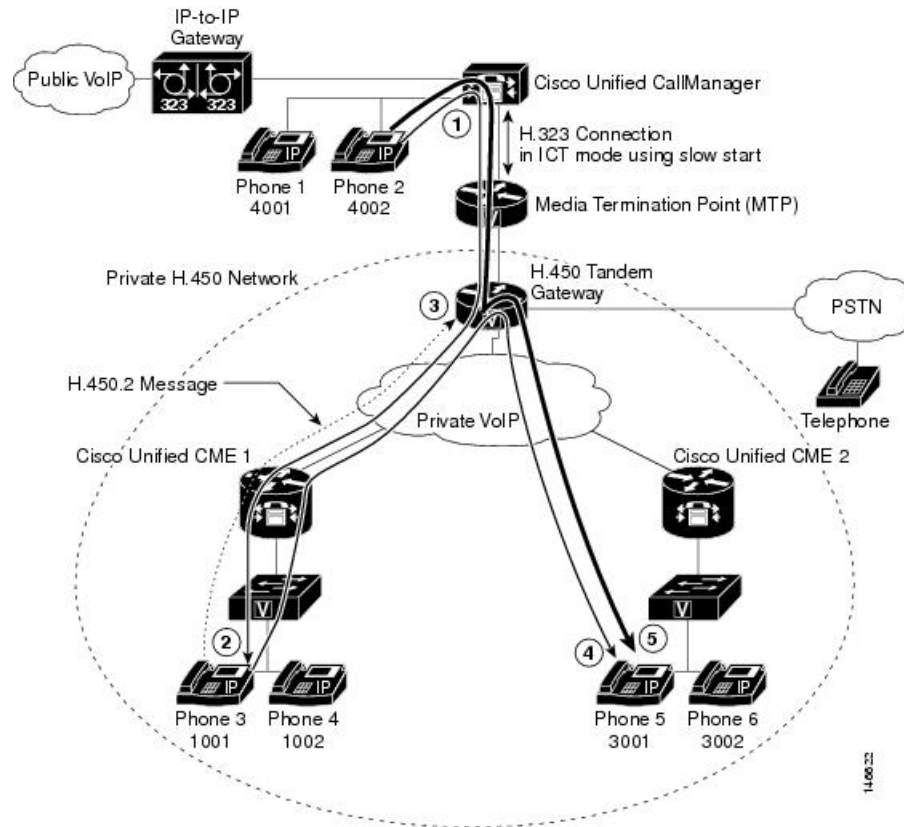 IP-to-IP
Gateway
Public VoIP
323 323
Cisco Unified CallManager
1
H.323 Connection
in ICT mode using slow start
IP
IP
Phone 1
4001
Phone 2
4002
Media Termination Point (MTP)
Private H.450 Network
H.450 Tandem
Gateway
3
V
PSTN
H.450.2 Message
Private VoIP
Telephone
Cisco Unified CME 1
Cisco Unified CME 2
V
V
2
4
5
IP
IP
IP
IP
Phone 3
1001
Phone 4
1002
Phone 5
3001
Phone 6
3002
146622